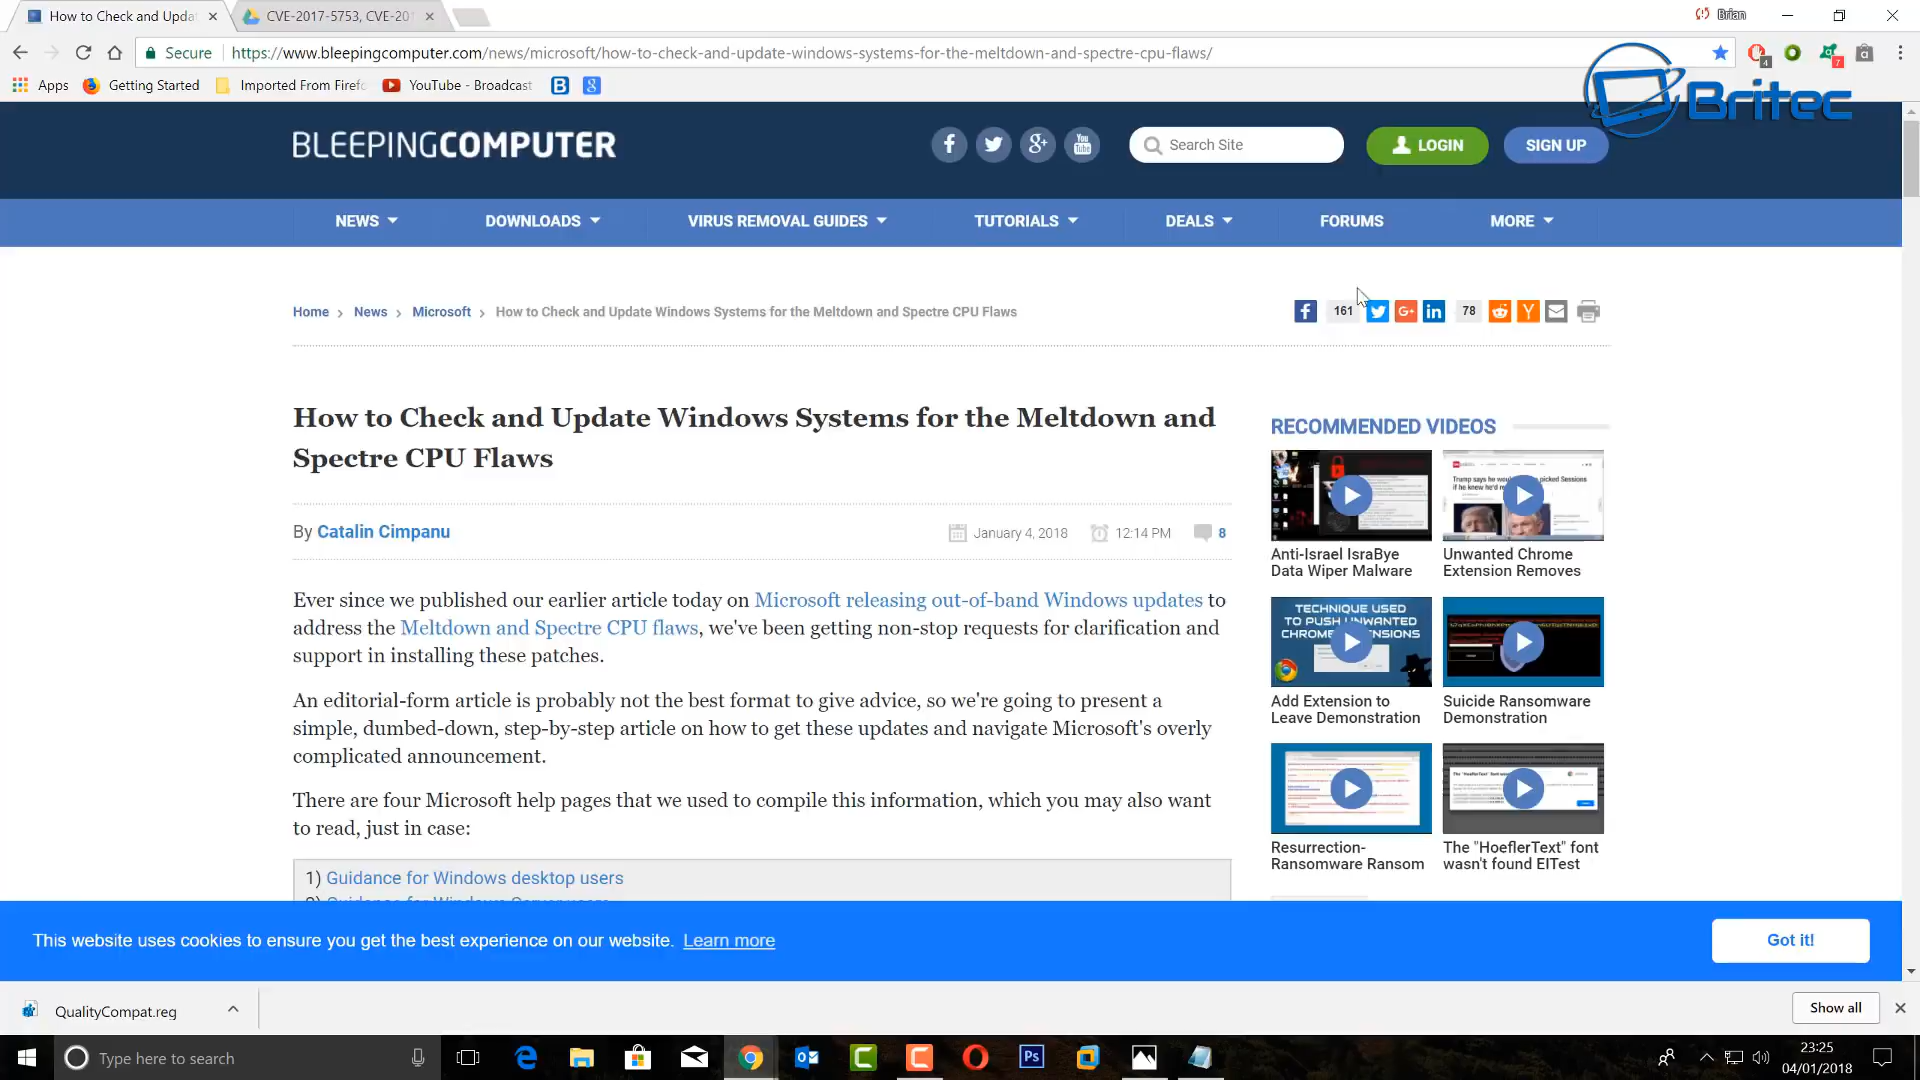 How to Check and Upda
CVE-2017-5753, CVE-201
Brian
Secure
https://www.bleepingcomputer.com/news/microsoft/how-to-check-and-update-windows-systems-for-the-meltdown-and-spectre-cpu-flaws/
4
7
Apps
Getting Started
Imported From Firefo
YouTube - Broadcast
Britec
BLEEPINGCOMPUTER
You Tube
Search Site
LOGIN
SIGN UP
NEWS
DOWNLOADS
VIRUS REMOVAL GUIDES
TUTORIALS
DEALS
FORUMS
MORE
Home > News > Microsoft > How to Check and Update Windows Systems for the Meltdown and Spectre CPU Flaws
161
78
How to Check and Update Windows Systems for the Meltdown and
Spectre CPU Flaws
By Catalin Cimpanu
January 4, 2018
12:14 PM
8
Ever since we published our earlier article today on Microsoft releasing out-of-band Windows updates to
address the Meltdown and Spectre CPU flaws, we've been getting non-stop requests for clarification and
support in installing these patches.
An editorial-form article is probably not the best format to give advice, so we're going to present a
simple, dumbed-down, step-by-step article on how to get these updates and navigate Microsoft's overly
complicated announcement.
There are four Microsoft help pages that we used to compile this information, which you may also want
to read, just in case:
1) Guidance for Windows desktop users
RECOMMENDED VIDEOS
Anti-Israel IsraBye
Data Wiper Malware
Unwanted Chrome
Extension Removes
TECHNIQUE USED
TO PUSH UNWANTED
Add Extension to
Leave Demonstration
Suicide Ransomware
Demonstration
Resurrection-
Ransomware Ransom
The "HoeflerText" font
wasn't found EITest
This website uses cookies to ensure you get the best experience on our website. Learn more
Got it!
QualityCompat.reg
Show all
Type here to search
23:25
04/01/2018